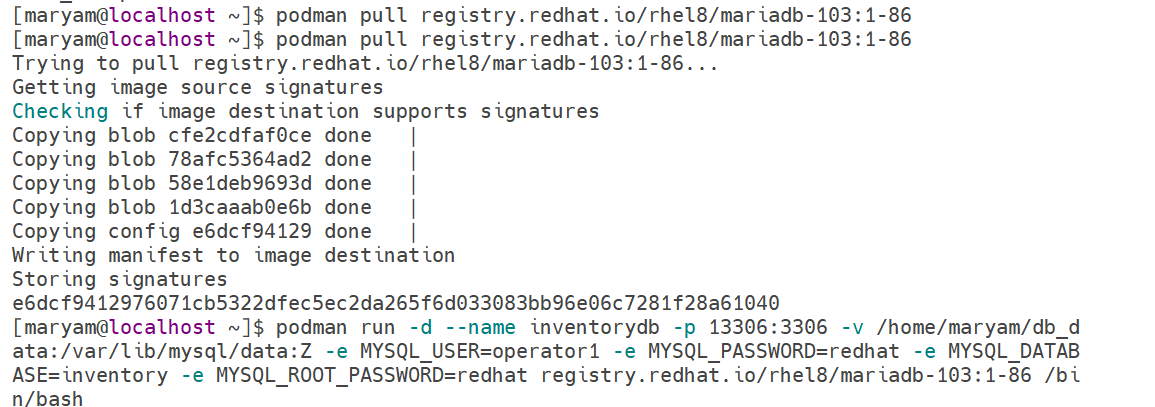 [maryam@localhost ~]$ podman pull registry.redhat.io/rhel8/mariadb-103:1-86
[maryam@localhost ~]$ podman pull registry.redhat.io/rhel8/mariadb-103:1-86
Trying to pull registry.redhat.io/rhel8/mariadb-103:1-86...
Getting image source signatures
Checking if image destination supports signatures
Copying blob cfe2cdfaf0ce done   |
Copying blob 78afc5364ad2 done   |
Copying blob 58e1deb9693d done   |
Copying blob 1d3caaab0e6b done   |
Copying config e6dcf94129 done   |
Writing manifest to image destination
Storing signatures
e6dcf9412976071cb5322dfec5ec2da265f6d033083bb96e06c7281f28a61040
[maryam@localhost ~]$ podman run -d --name inventorydb -p 13306:3306 -v /home/maryam/db_d
ata:/var/lib/mysql/data:Z -e MYSQL_USER=operator1 -e MYSQL_PASSWORD=redhat -e MYSQL_DATAB
ASE=inventory -e MYSQL_ROOT_PASSWORD=redhat registry.redhat.io/rhel8/mariadb-103:1-86 /bi
n/bash